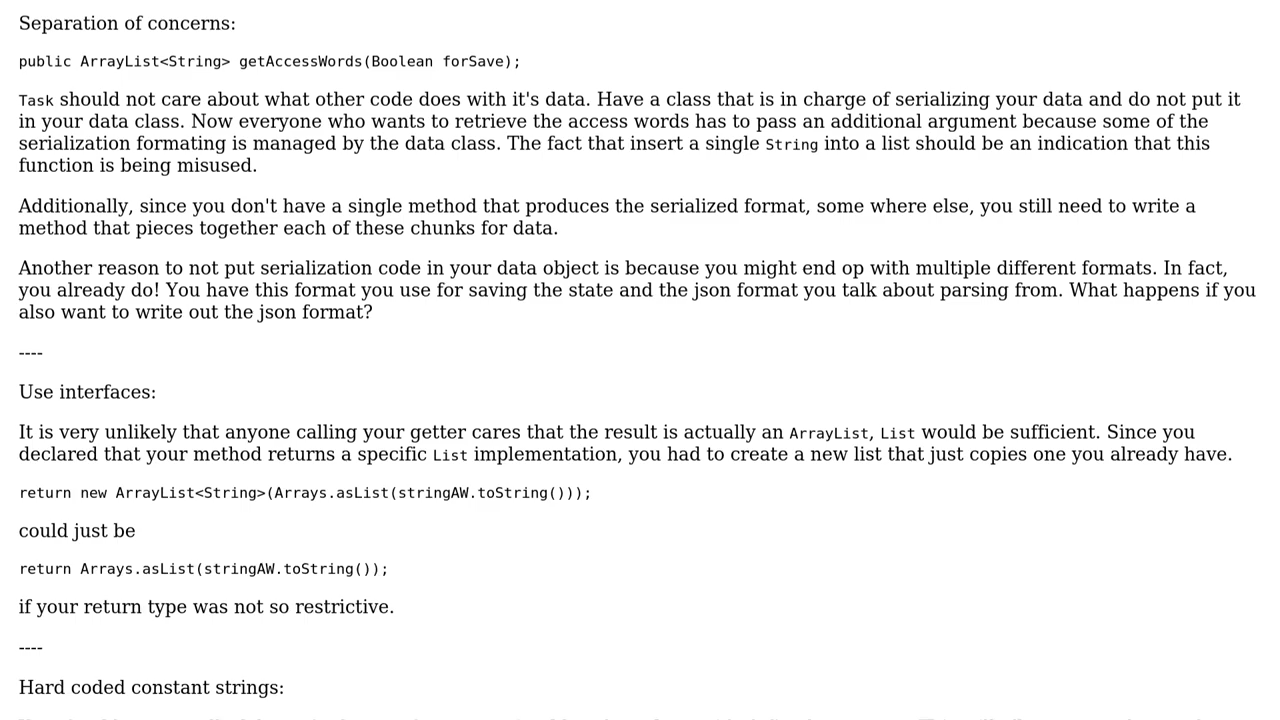 Separation of concerns:
public ArrayList<String> getAccessWords(Boolean forSave);
Task should not care about what other code does with it's data. Have a class that is in charge of serializing your data and do not put it
in your data class. Now everyone who wants to retrieve the access words has to pass an additional argument because some of the
serialization formating is managed by the data class. The fact that insert a single String into a list should be an indication that this
function is being misused.
Additionally, since you don't have a single method that produces the serialized format, some where else, you still need to write a
method that pieces together each of these chunks for data.
Another reason to not put serialization code in your data object is because you might end op with multiple different formats. In fact,
you already do! You have this format you use for saving the state and the json format you talk about parsing from. What happens if you
also want to write out the json format?
----
Use interfaces:
It is very unlikely that anyone calling your getter cares that the result is actually an ArrayList, List would be sufficient. Since you
declared that your method returns a specific List implementation, you had to create a new list that just copies one you already have.
return new ArrayList<String>(Arrays.asList(stringAW.toString()));
could just be
return Arrays.asList(stringAW.toString());
if your return type was not so restrictive.
----
Hard coded constant strings: